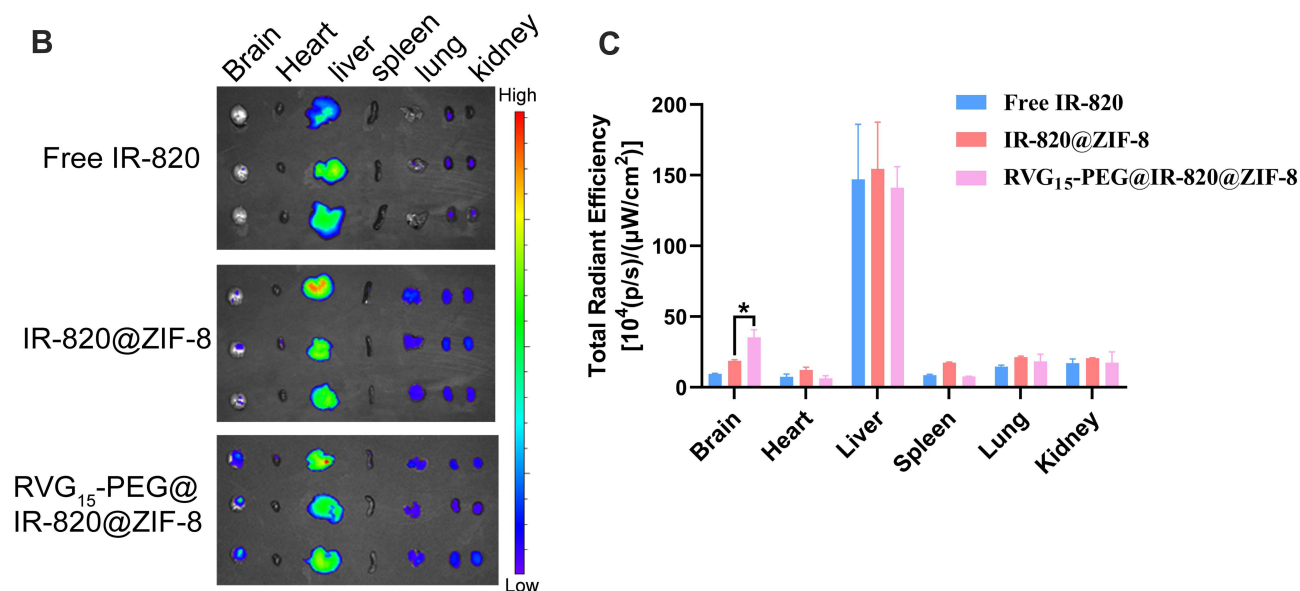 B
Brain Heart liver spleen lung kidney
High
Free IR-820
IR-820@ZIF-8
RVG15-PEG@
IR-820@ZIF-8
Low
C
Free IR-820
IR-820@ZIF-8
RVG15-PEG@IR-820@ZIF-8
Total Radiant Efficiency
[10⁴(p/s)/(µW/cm²)]
200
150
100
50
0
*
Brain Heart Liver Spleen Lung Kidney